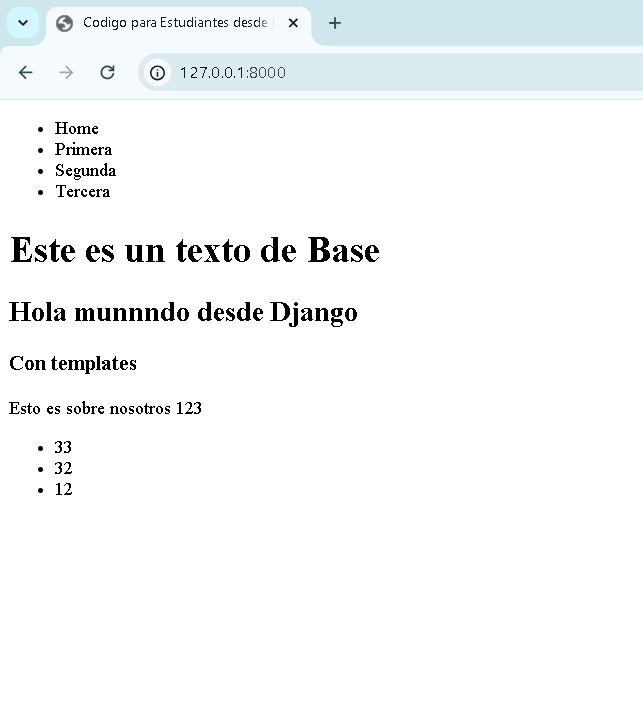 Codigo para Estudiantes desde
127.0.0.1:8000
Home
Primera
Segunda
Tercera
Este es un texto de Base
Hola munnndo desde Django
Con templates
Esto es sobre nosotros 123
33
32
12